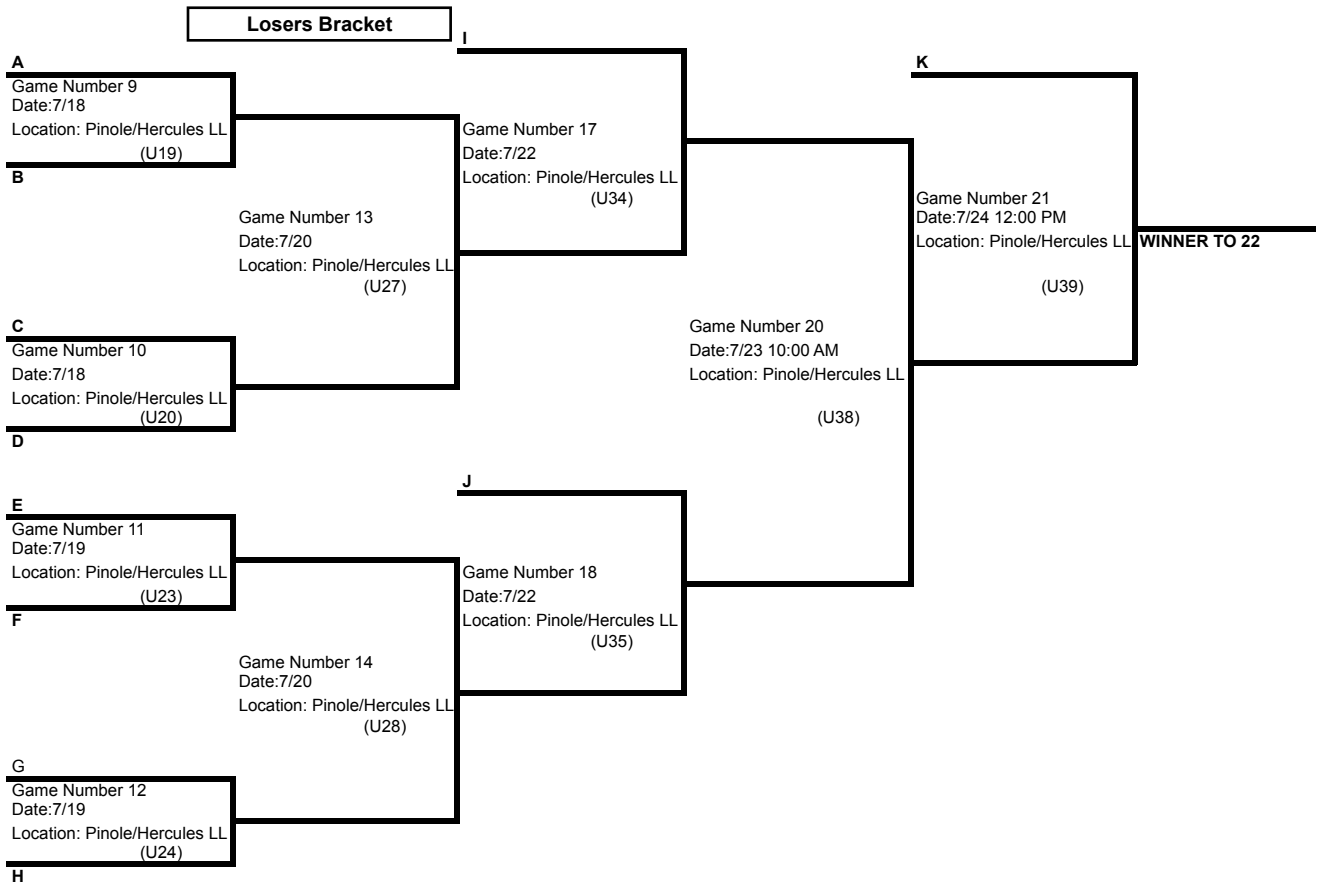 Losers Bracket
A
Game Number 9
Date:7/18
Location: Pinole/Hercules LL
(U19)
B
C
Game Number 10
Date:7/18
Location: Pinole/Hercules LL
(U20)
D
E
Game Number 11
Date:7/19
Location: Pinole/Hercules LL
(U23)
F
G
Game Number 12
Date:7/19
Location: Pinole/Hercules LL
(U24)
H
Game Number 13
Date:7/20
Location: Pinole/Hercules LL
(U27)
Game Number 14
Date:7/20
Location: Pinole/Hercules LL
(U28)
I
Game Number 17
Date:7/22
Location: Pinole/Hercules LL
(U34)
J
Game Number 18
Date:7/22
Location: Pinole/Hercules LL
(U35)
Game Number 20
Date:7/23 10:00 AM
Location: Pinole/Hercules LL
(U38)
K
Game Number 21
Date:7/24 12:00 PM
Location: Pinole/Hercules LL
(U39)
WINNER TO 22